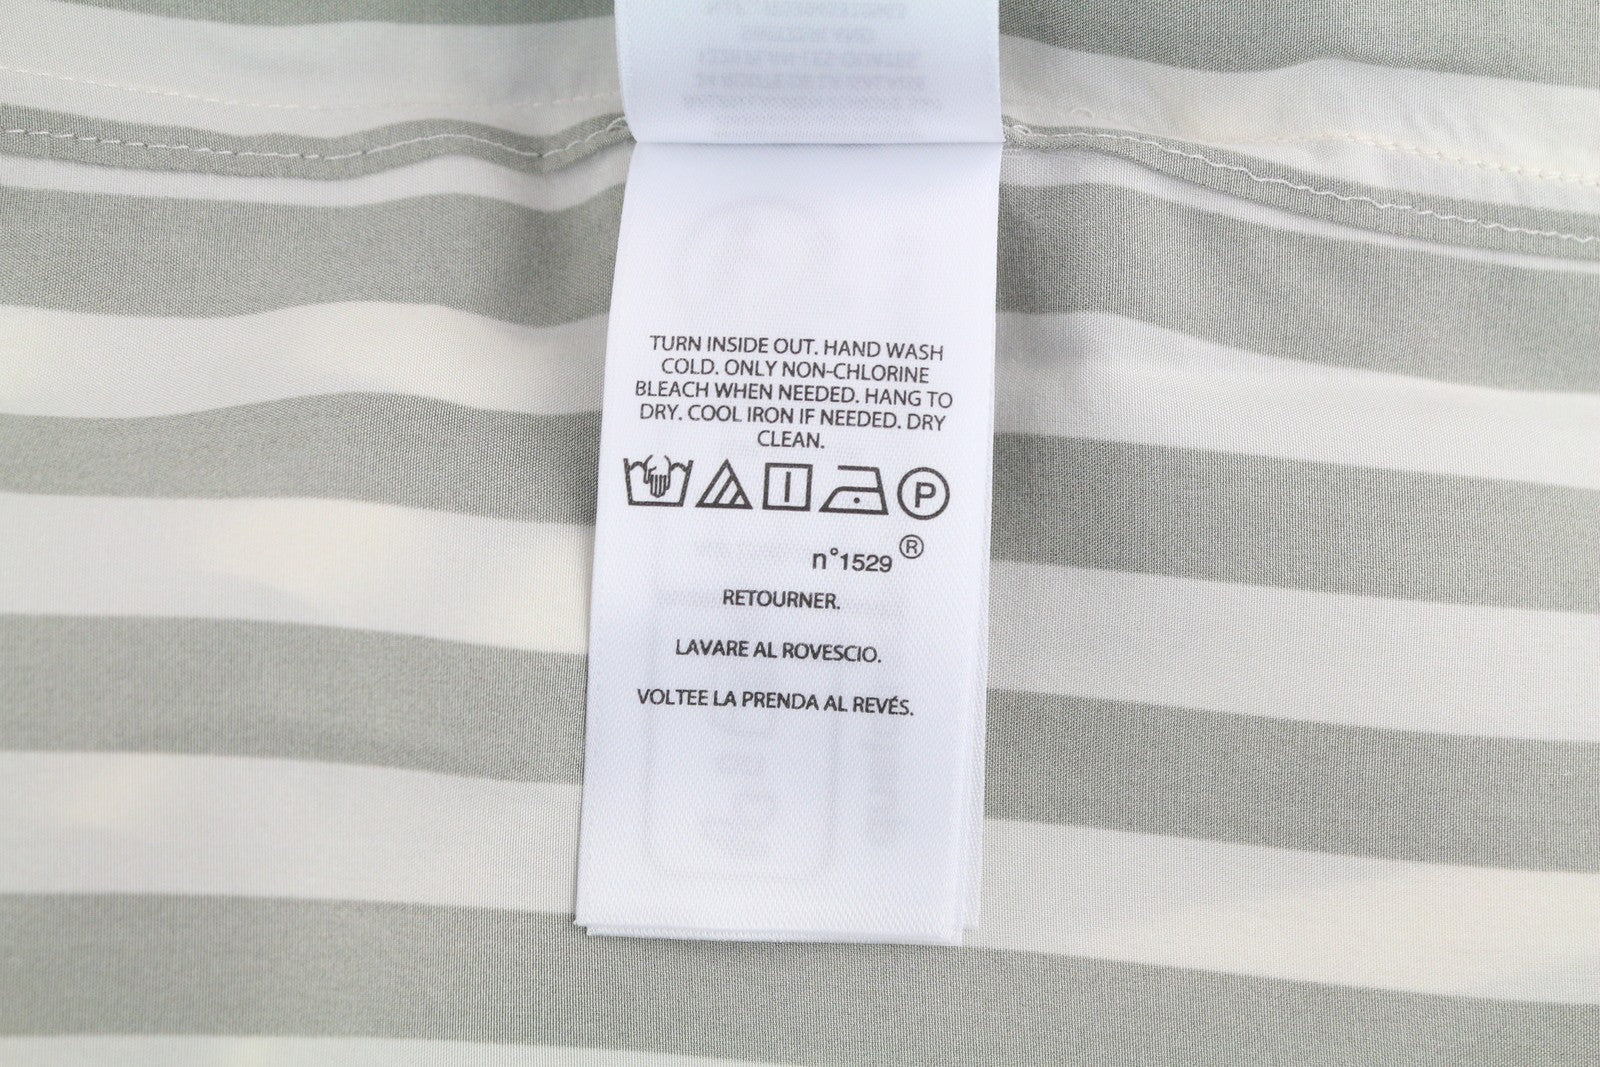 TURN INSIDE OUT. HAND WASH
COLD. ONLY NON-CHLORINE
BLEACH WHEN NEEDED. HANG TO
DRY. COOL IRON IF NEEDED. DRY
CLEAN.
P
n°1529 ®
RETOURNER.
LAVARE AL ROVESCIO.
VOLTEE LA PRENDA AL REVÉS.